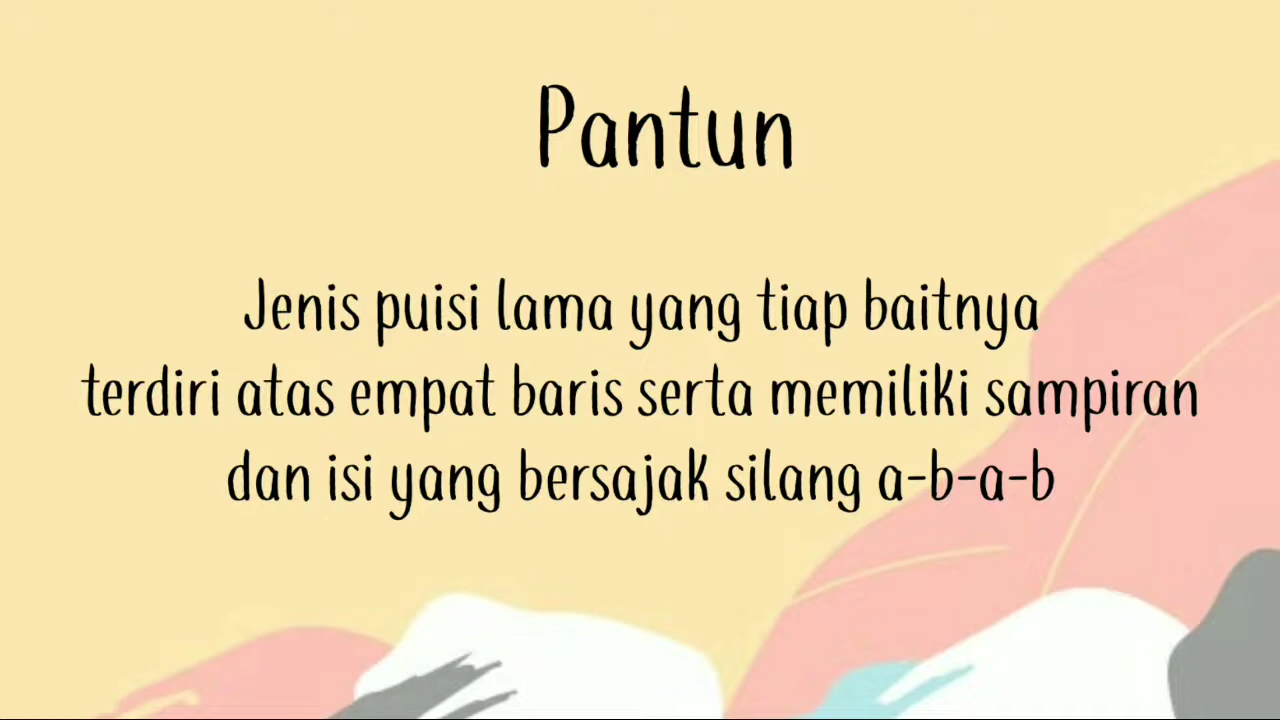 Pantun
Jenis puisi lama yang tiap baitnya
terdiri atas empat baris serta memiliki sampiran
dan isi yang bersajak silang a-b-a-b